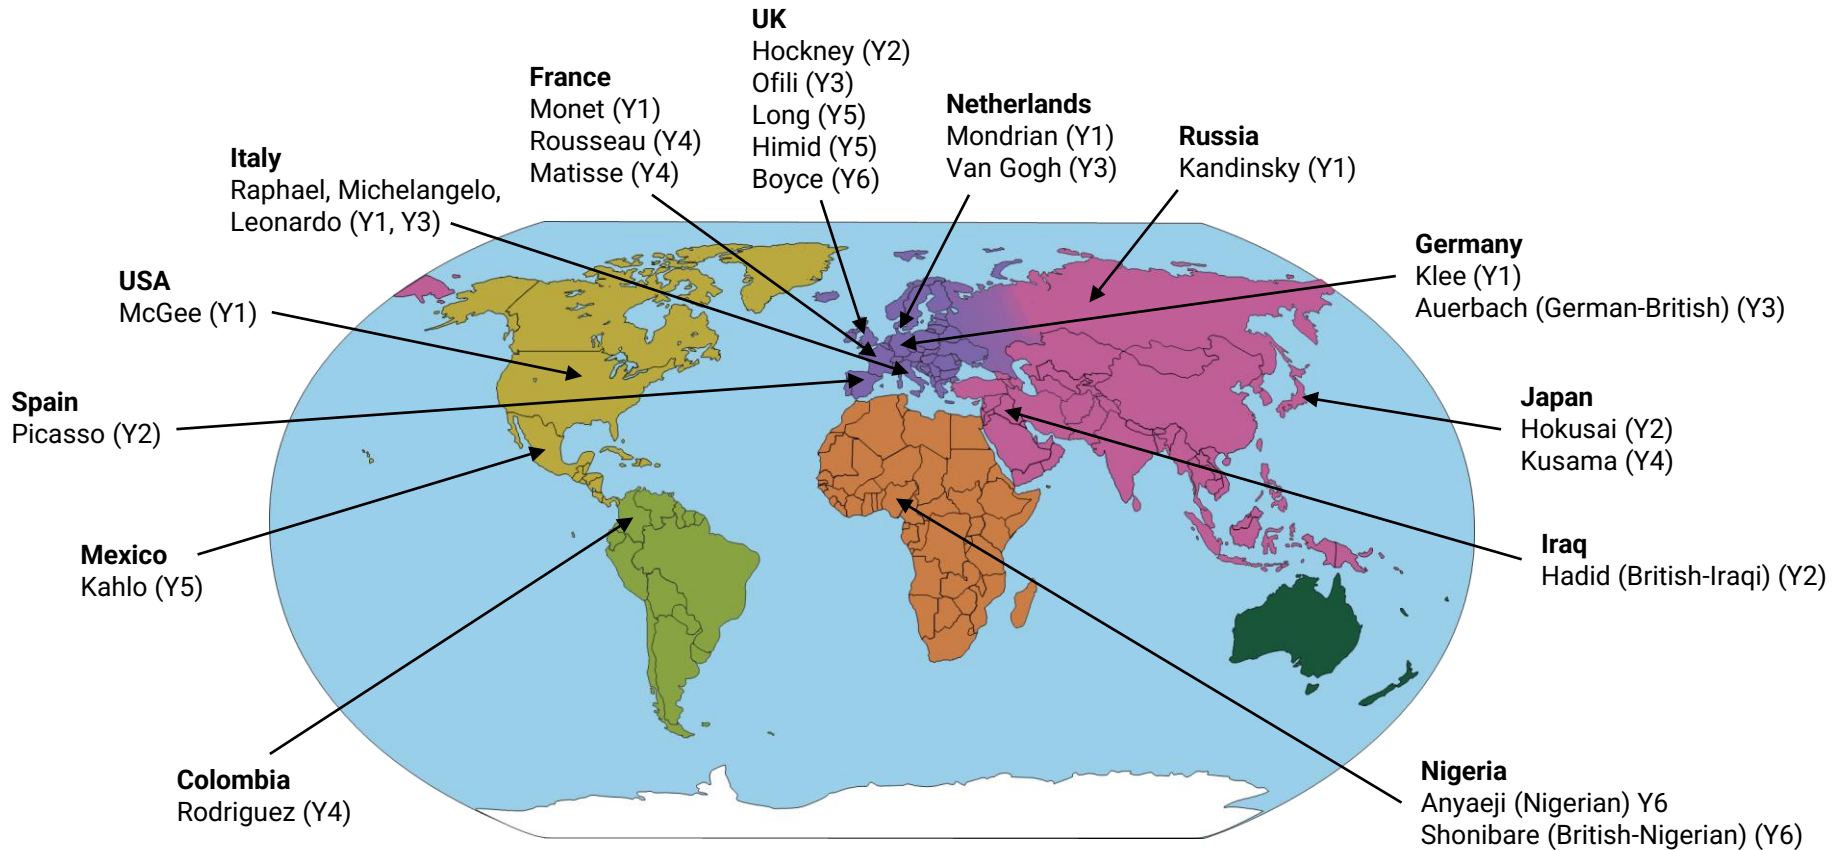 UK
Hockney (Y2)
Ofili (Y3)
Long (Y5)
Himid (Y5)
Boyce (Y6)
France
Monet (Y1)
Rousseau (Y4)
Matisse (Y4)
Netherlands
Mondrian (Y1)
Van Gogh (Y3)
Russia
Kandinsky (Y1)
Italy
Raphael, Michelangelo,
Leonardo (Y1, Y3)
Germany
Klee (Y1)
Auerbach (German-British) (Y3)
USA
McGee (Y1)
Spain
Picasso (Y2)
Japan
Hokusai (Y2)
Kusama (Y4)
Mexico
Kahlo (Y5)
Iraq
Hadid (British-Iraqi) (Y2)
Colombia
Rodriguez (Y4)
Nigeria
Anyaeji (Nigerian) Y6
Shonibare (British-Nigerian) (Y6)